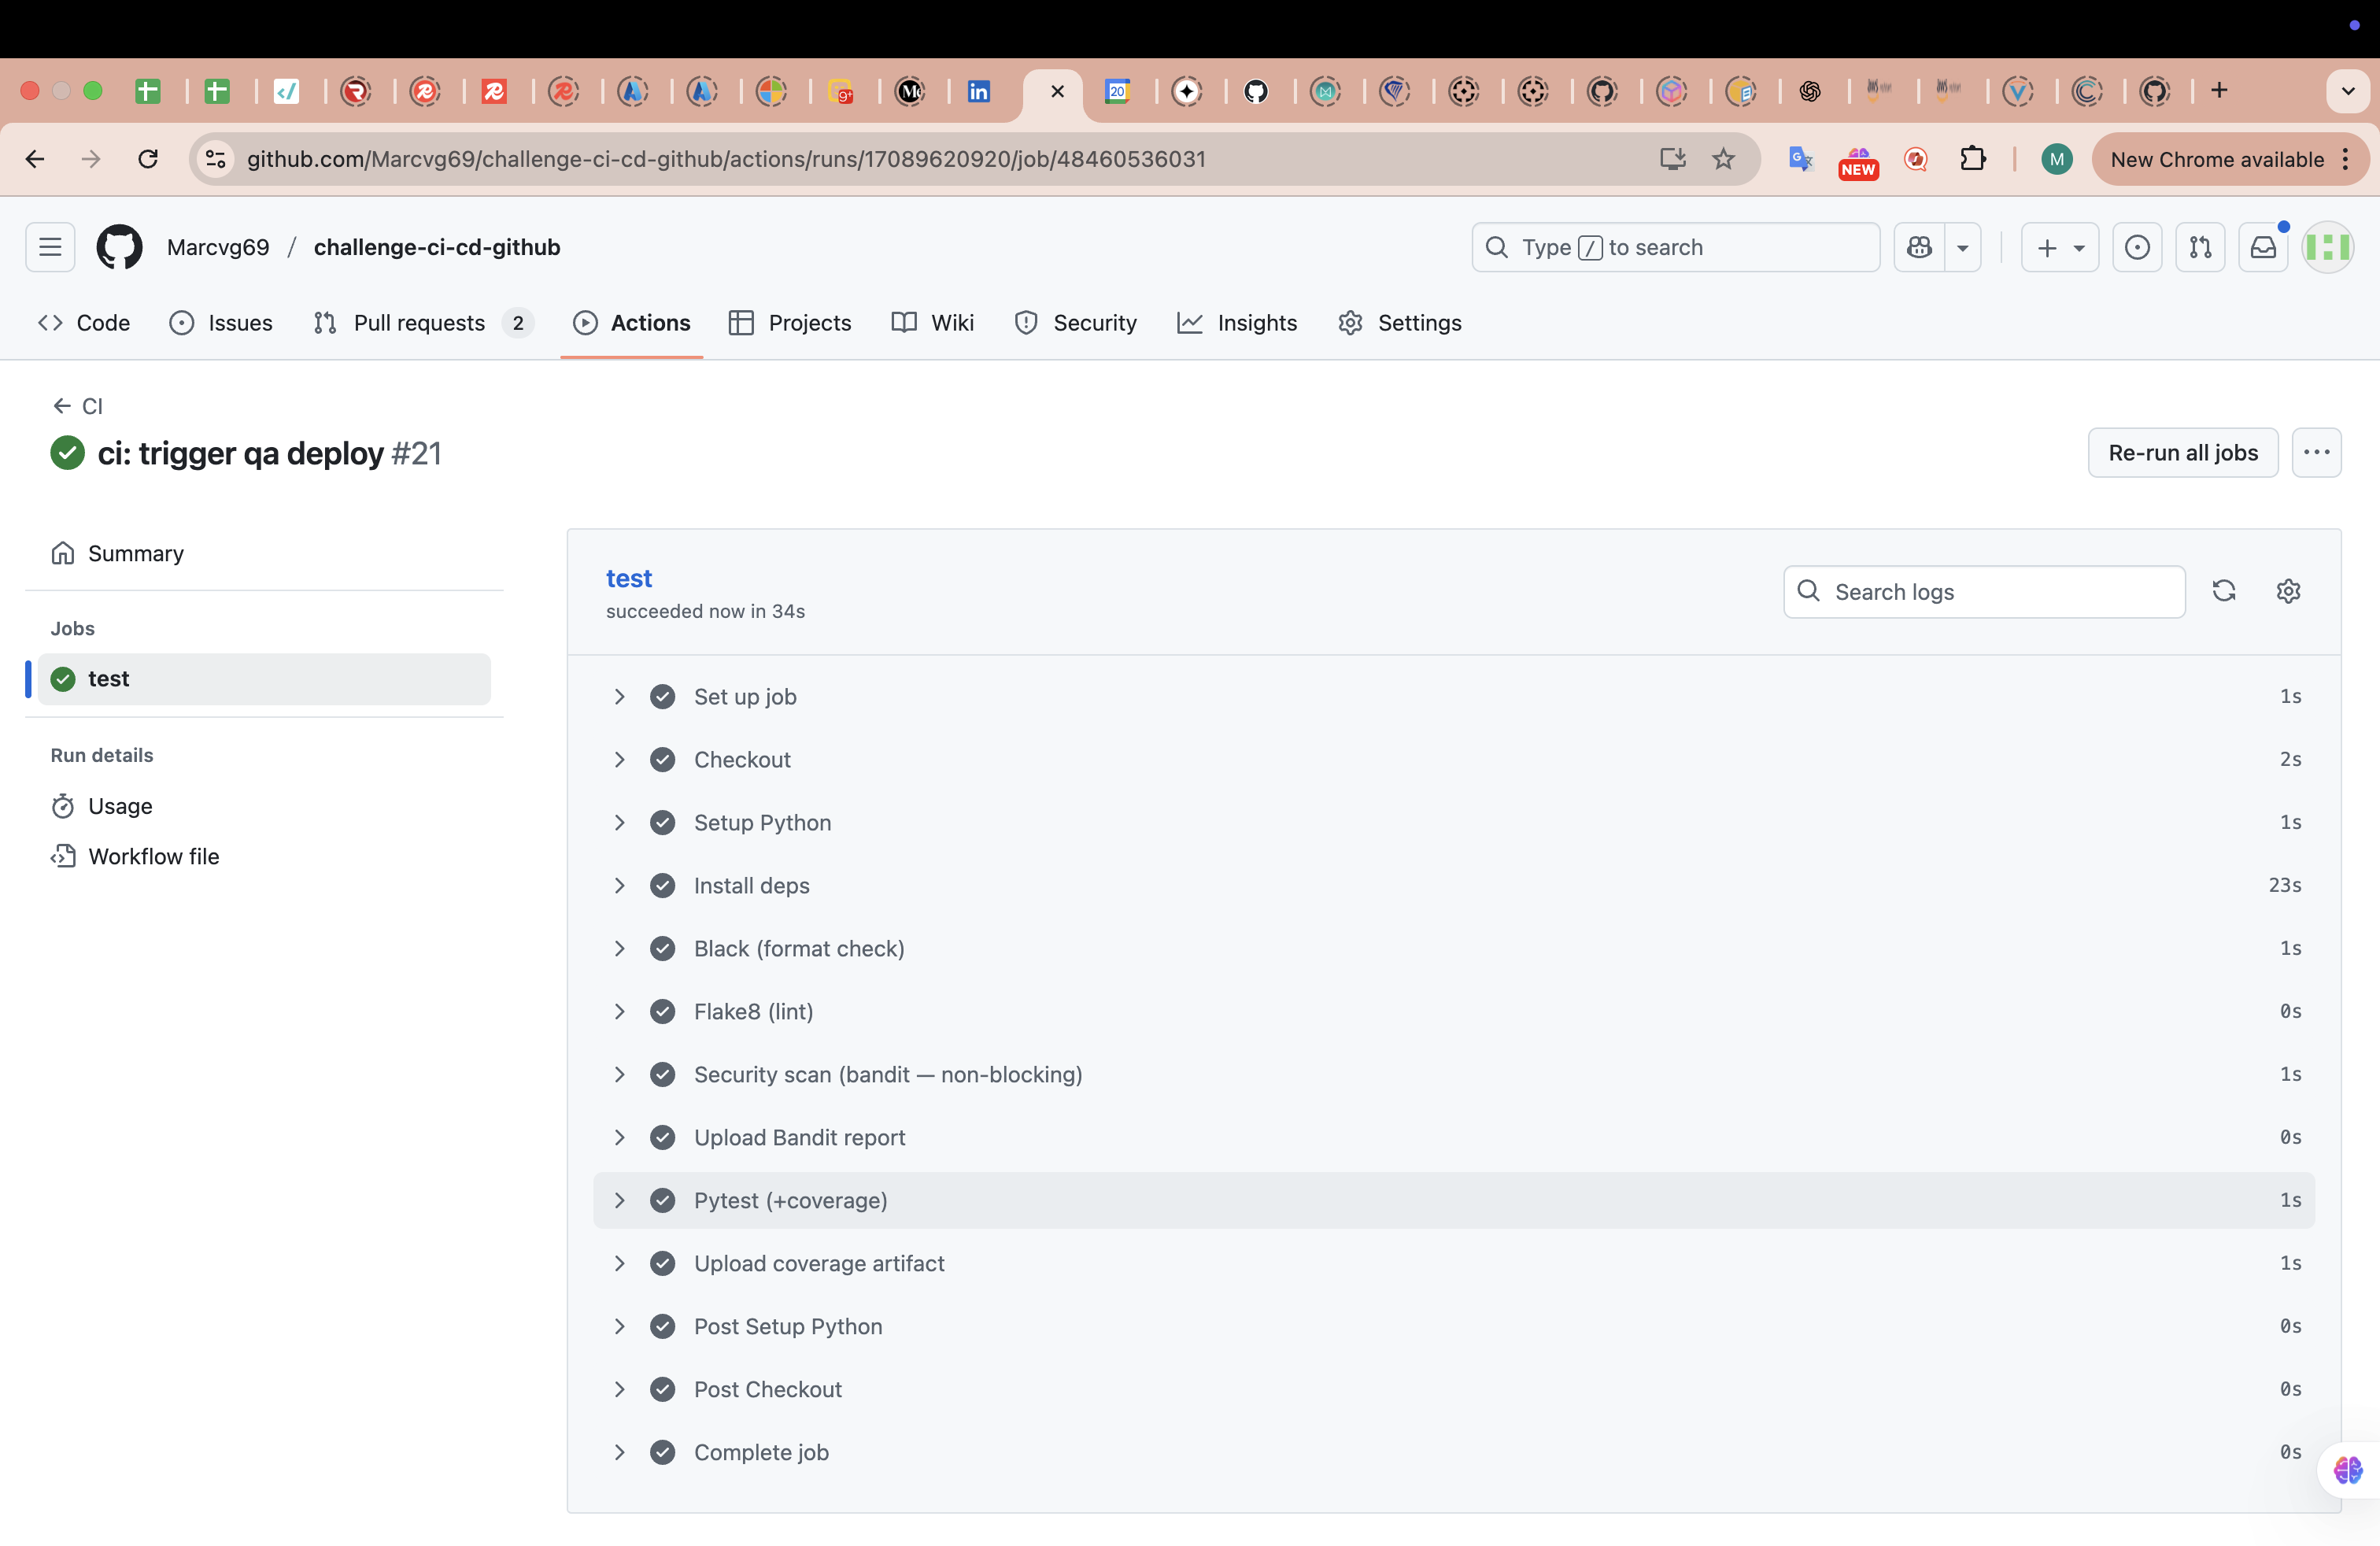 9+
Me
in
20
github.com/Marcvg69/challenge-ci-cd-github/actions/runs/17089620920/job/48460536031
NEW
M
New Chrome available
Marcvg69 / challenge-ci-cd-github
Type / to search
Code
Issues
Pull requests 2
Actions
Projects
Wiki
Security
Insights
Settings
CI
ci: trigger qa deploy #21
Re-run all jobs
Summary
Jobs
test
Run details
Usage
Workflow file
test
succeeded now in 34s
Search logs
Set up job 1s
Checkout 2s
Setup Python 1s
Install deps 23s
Black (format check) 1s
Flake8 (lint) 0s
Security scan (bandit — non-blocking) 1s
Upload Bandit report 0s
Pytest (+coverage) 1s
Upload coverage artifact 1s
Post Setup Python 0s
Post Checkout 0s
Complete job 0s